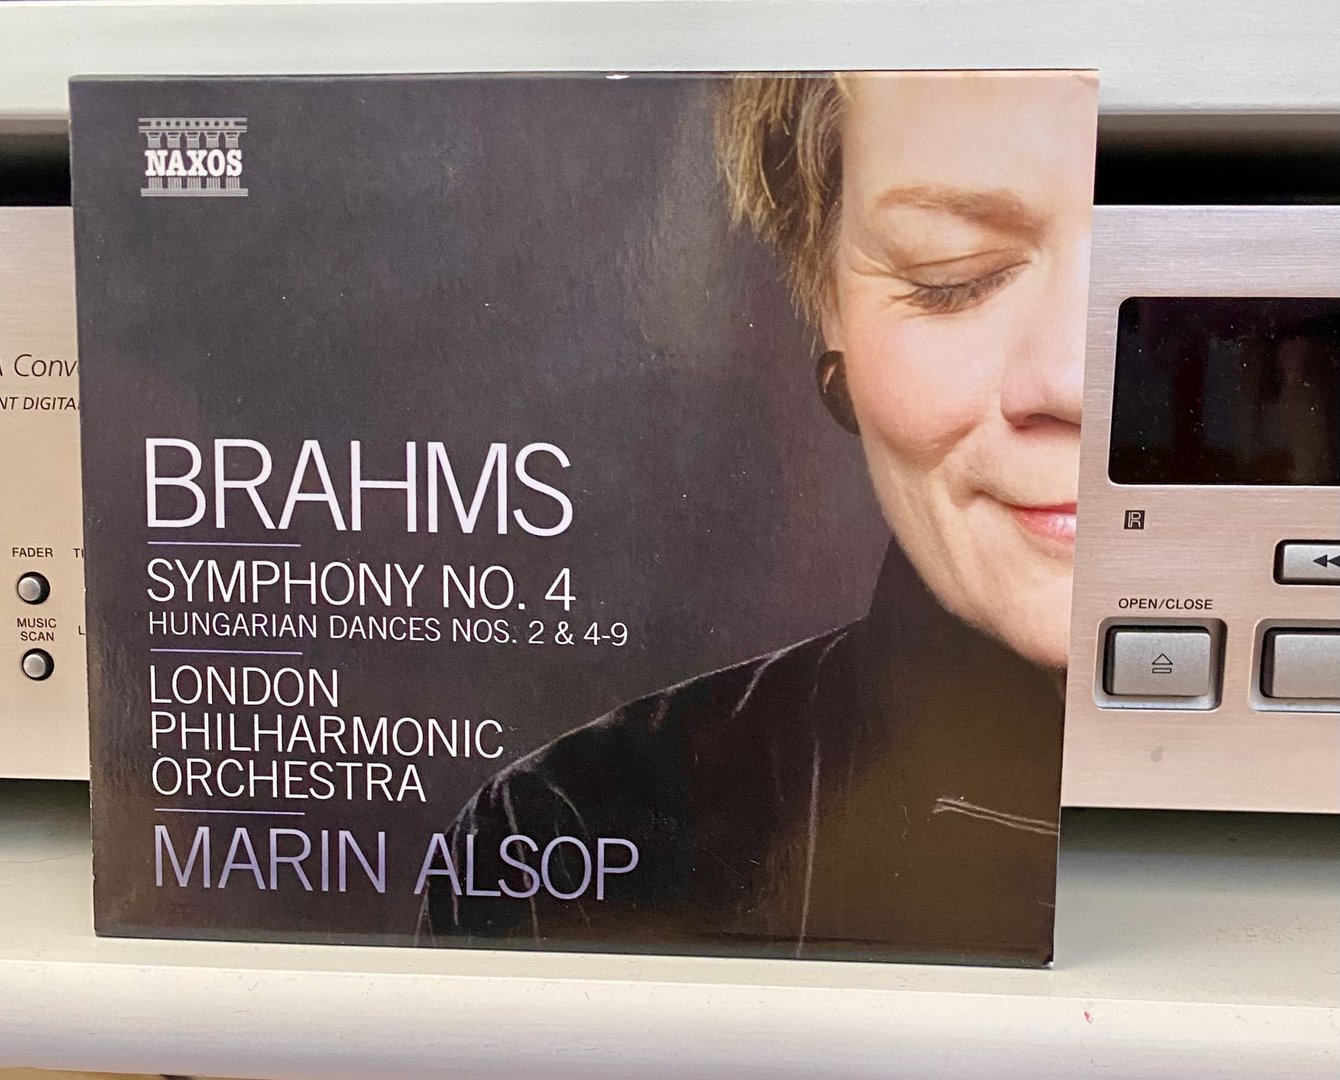 NAXOS
BRAHMS
SYMPHONY NO. 4
HUNGARIAN DANCES NOS. 2 & 4-9
LONDON
PHILHARMONIC
ORCHESTRA
MARIN ALSOP
FADER
MUSIC
SCAN
R
OPEN/CLOSE